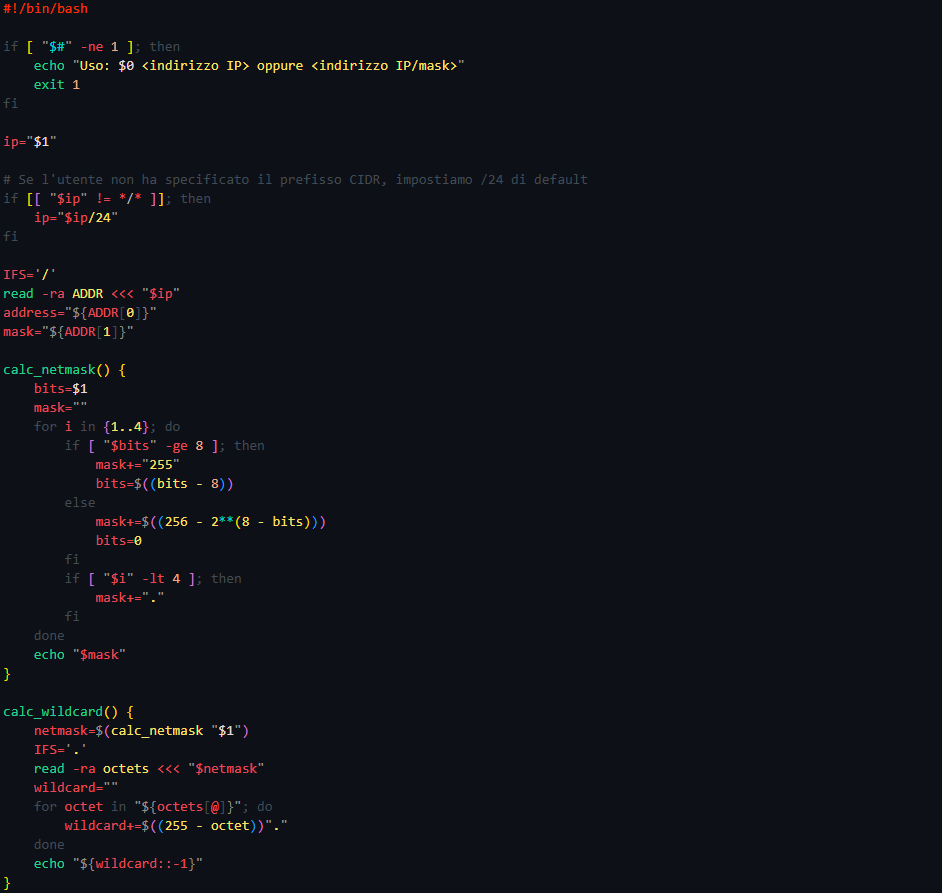 #!/bin/bash

if [ "$#" -ne 1 ]; then
    echo "Uso: $0 <indirizzo IP> oppure <indirizzo IP/mask>"
    exit 1
fi

ip="$1"

# Se l'utente non ha specificato il prefisso CIDR, impostiamo /24 di default
if [[ "$ip" != */* ]]; then
    ip="$ip/24"
fi

IFS='/'
read -ra ADDR <<< "$ip"
address="${ADDR[0]}"
mask="${ADDR[1]}"

calc_netmask() {
    bits=$1
    mask=""
    for i in {1..4}; do
        if [ "$bits" -ge 8 ]; then
            mask+="255"
            bits=$((bits - 8))
        else
            mask+=$((256 - 2**(8 - bits)))
            bits=0
        fi
        if [ "$i" -lt 4 ]; then
            mask+="."
        fi
    done
    echo "$mask"
}

calc_wildcard() {
    netmask=$(calc_netmask "$1")
    IFS='.'
    read -ra octets <<< "$netmask"
    wildcard=""
    for octet in "${octets[@]}"; do
        wildcard+=$((255 - octet))"."
    done
    echo "${wildcard::-1}"
}